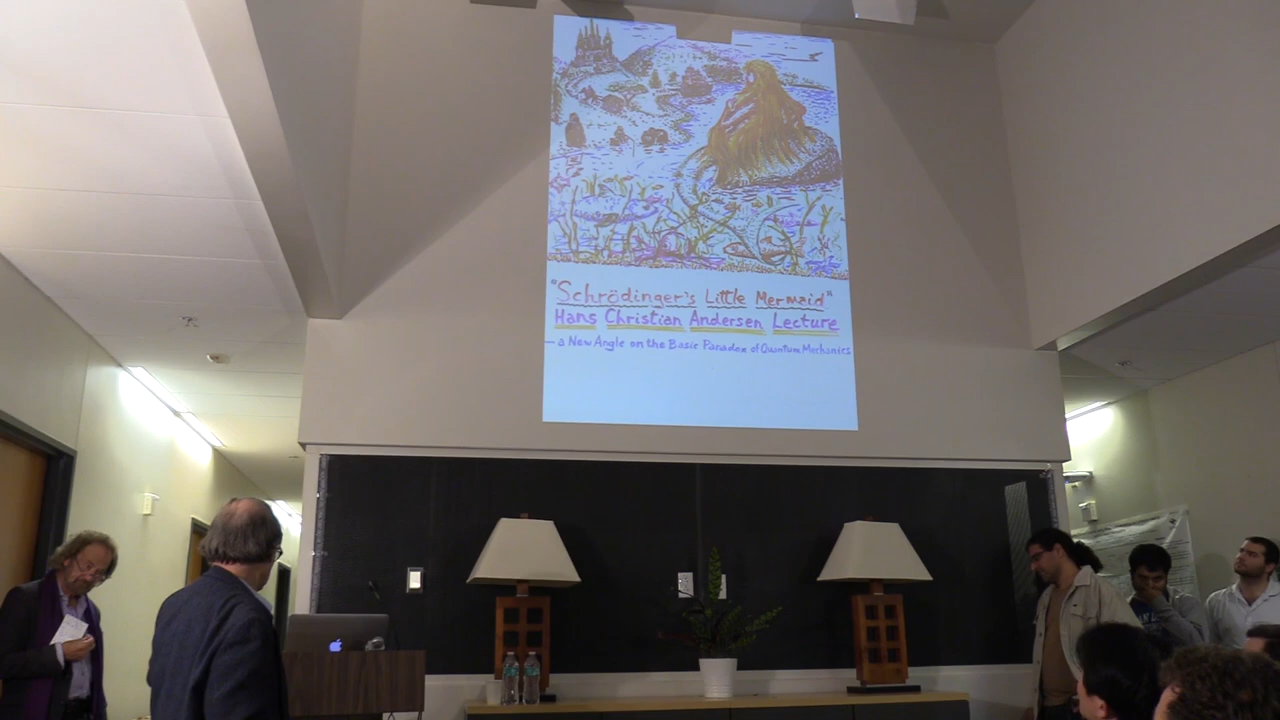 "Schrödinger's Little Mermaid"
Hans Christian Andersen Lecture
– a New Angle on the Basic Paradox of Quantum Mechanics